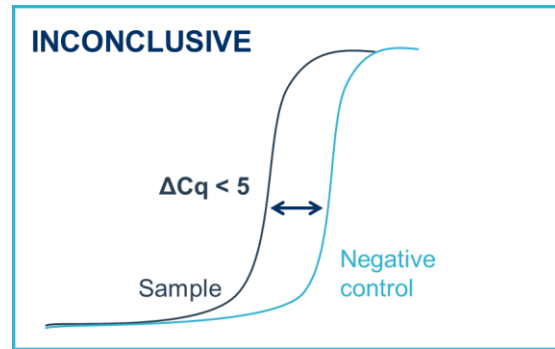 INCONCLUSIVE
ΔCq < 5
Sample
Negative
control